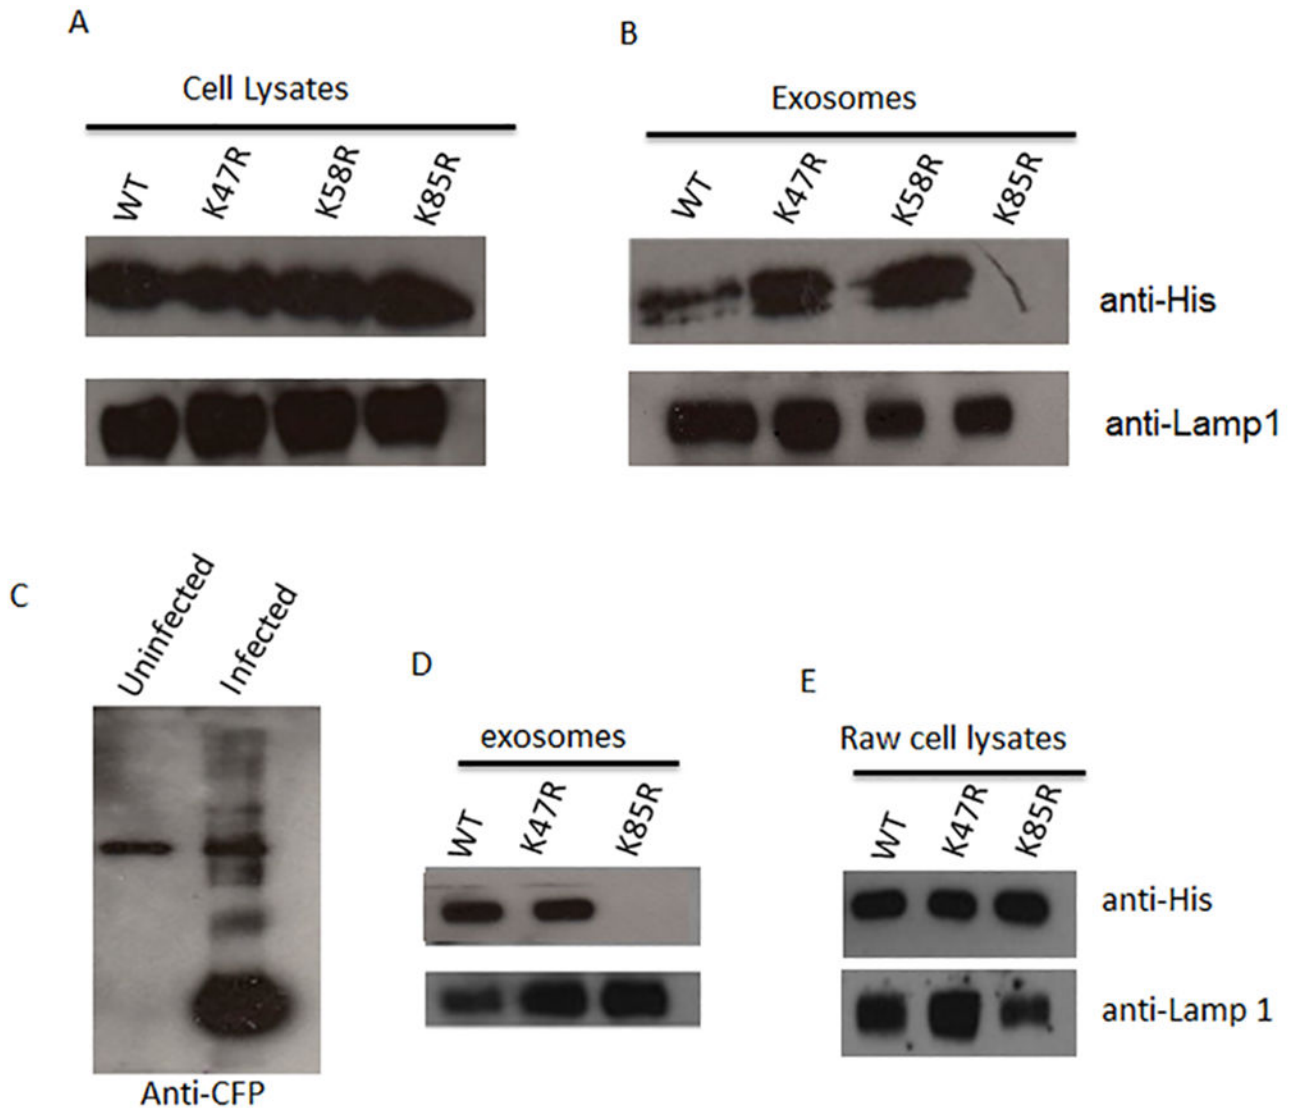 A
Cell Lysates
WT K47R K58R K85R
B
Exosomes
WT K47R K58R K85R
anti-His
anti-Lamp1
C
Uninfected Infected
Anti-CFP
D
exosomes
WT K47R K85R
E
Raw cell lysates
WT K47R K85R
anti-His
anti-Lamp 1